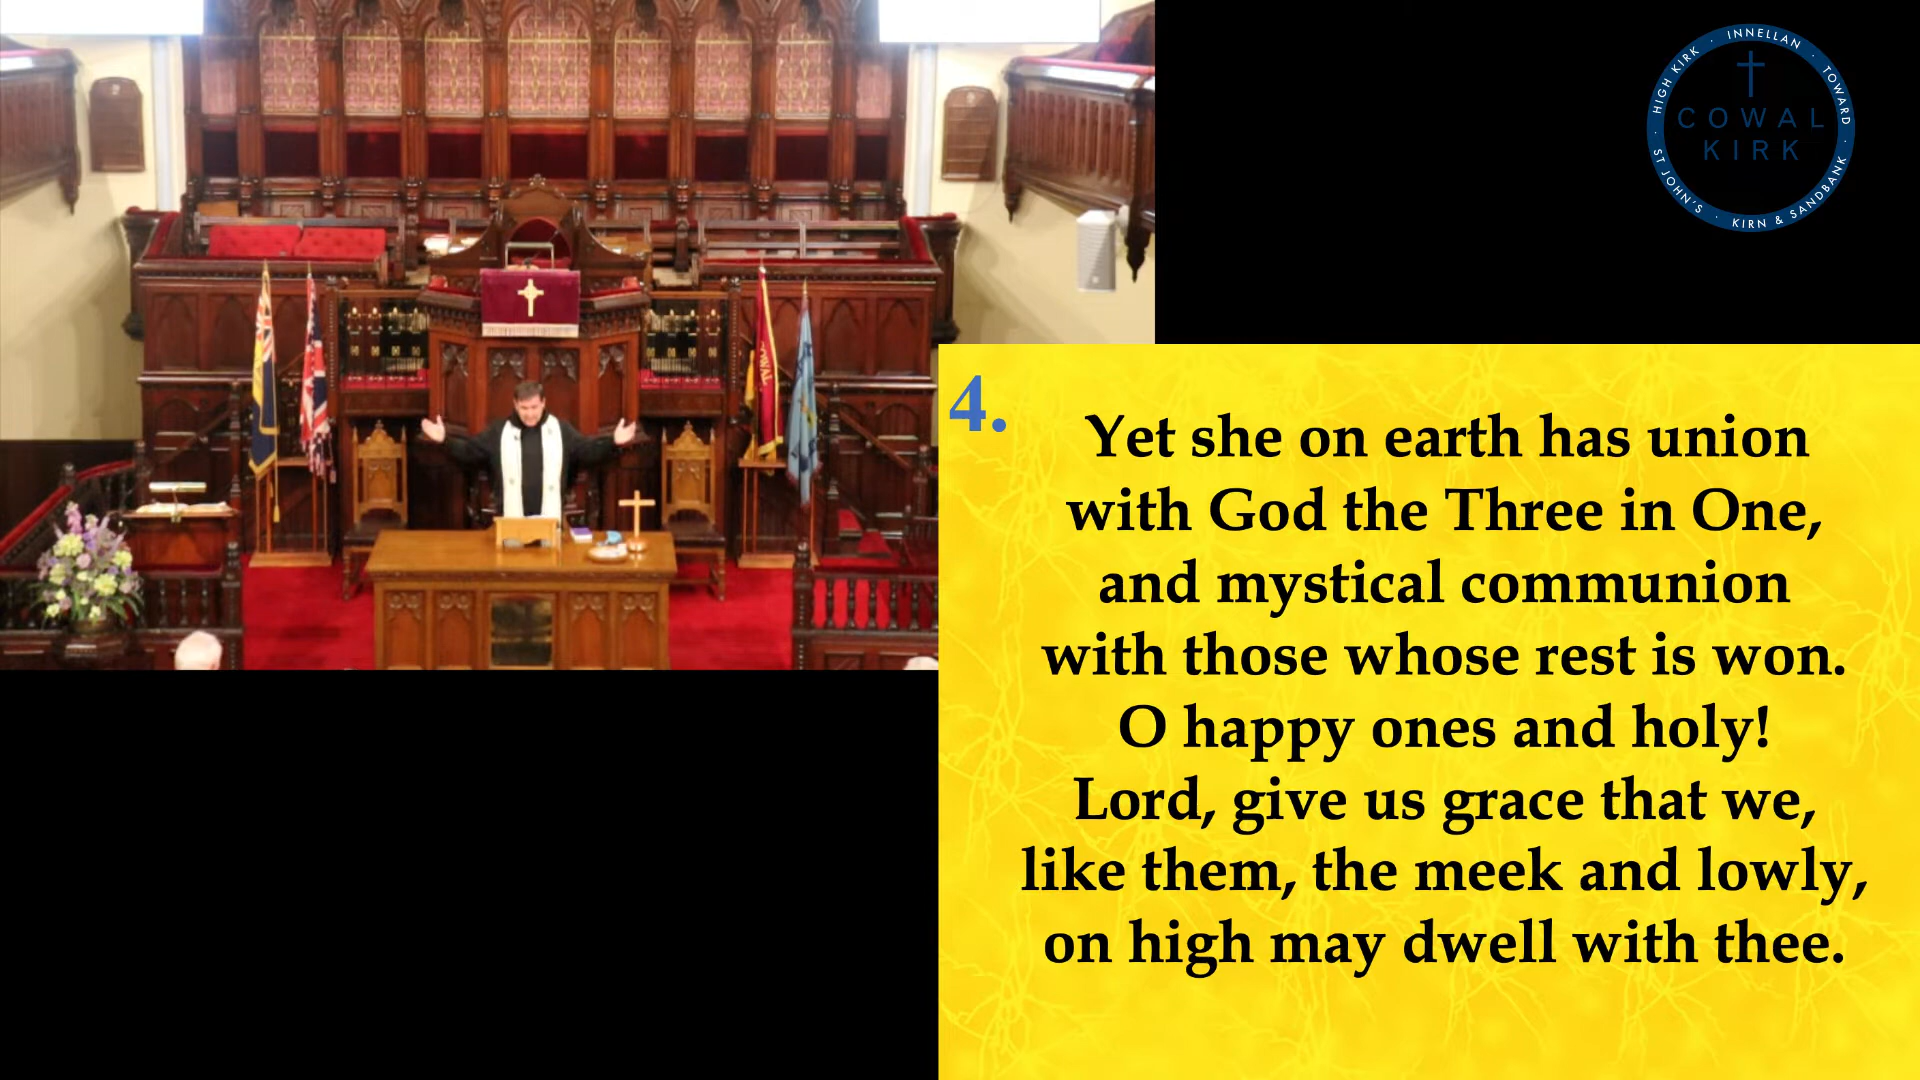 HIGH KIRK · INNELLAN · TOWARD · KIRN & SANDBANK · ST JOHN'S ·
COWAL
KIRK
4.
Yet she on earth has union
with God the Three in One,
and mystical communion
with those whose rest is won.
O happy ones and holy!
Lord, give us grace that we,
like them, the meek and lowly,
on high may dwell with thee.